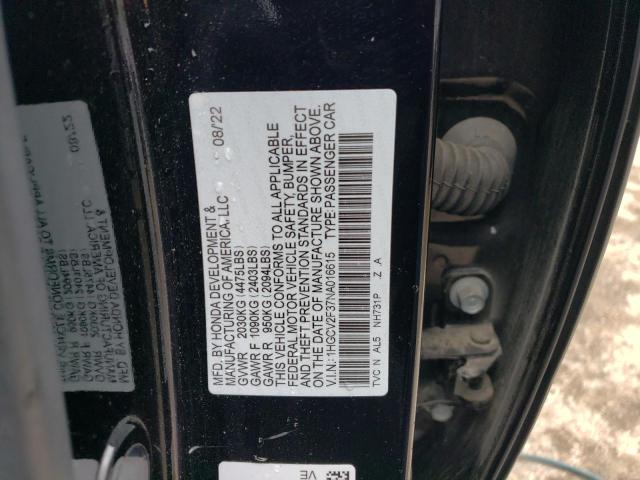 MFD. BY HONDA DEVELOPMENT &
MANUFACTURING OF AMERICA, LLC 08/22
GVWR 2030KG (4475LBS)
GAWR F 1090KG (2403LBS)
GAWR R 950KG (2094LBS)
THIS VEHICLE CONFORMS TO ALL APPLICABLE
FEDERAL MOTOR VEHICLE SAFETY, BUMPER,
AND THEFT PREVENTION STANDARDS IN EFFECT
ON THE DATE OF MANUFACTURE SHOWN ABOVE.
V.I.N.: 1HGCV2F37NA016615 TYPE: PASSENGER CAR
TVC N AL5 NH731P Z A
VE